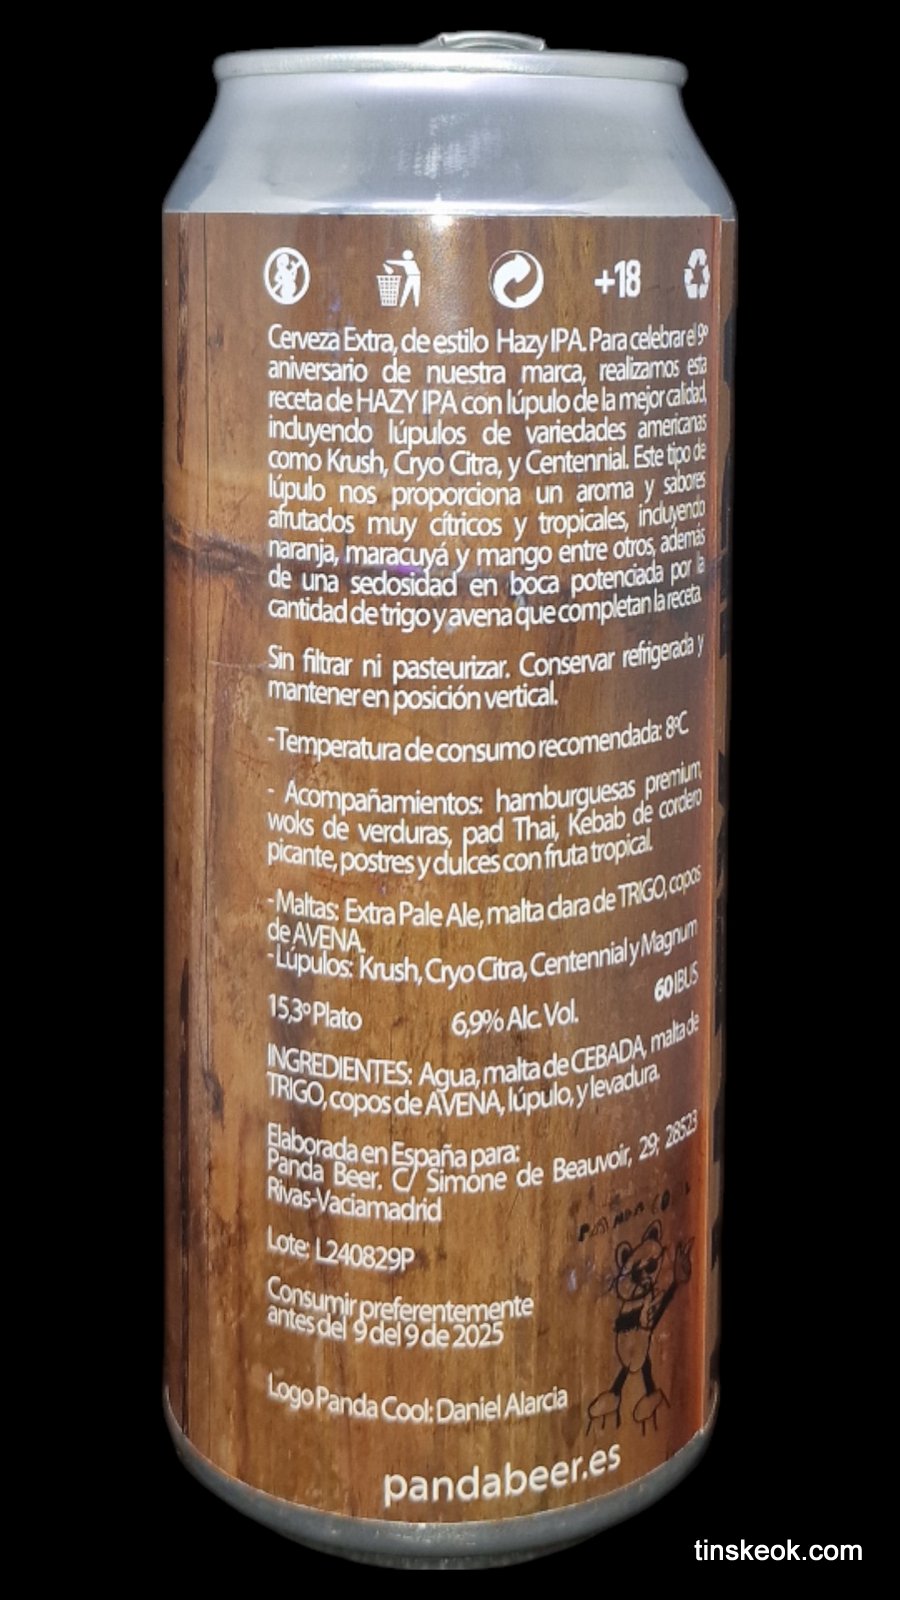 +18
Cerveza Extra, de estilo Hazy IPA. Para celebrar el 9º
aniversario de nuestra marca, realizamos esta
receta de HAZY IPA con lúpulo de la mejor calidad,
incluyendo lúpulos de variedades americanas
como Krush, Cryo Citra, y Centennial. Este tipo de
lúpulo nos proporciona un aroma y sabores
afrutados muy cítricos y tropicales, incluyendo
naranja, maracuyá y mango entre otros, además
de una sedosidad en boca potenciada por la
cantidad de trigo y avena que completan la receta.
Sin filtrar ni pasteurizar. Conservar refrigerada y
mantener en posición vertical.
-Temperatura de consumo recomendada: 8ºC
- Acompañamientos: hamburguesas premium,
woks de verduras, pad Thai, Kebab de cordero
picante, postres y dulces con fruta tropical.
-Maltas: Extra Pale Ale, malta clara de TRIGO, copos
de AVENA.
-Lúpulos: Krush, Cryo Citra, Centennial y Magnum
15,3º Plato 6,9% Alc. Vol. 60 IBUS
INGREDIENTES: Agua, malta de CEBADA, malta de
TRIGO, copos de AVENA, lúpulo, y levadura.
Elaborada en España para:
Panda Beer. C/ Simone de Beauvoir, 29; 28523
Rivas-Vaciamadrid
PANDA
Lote: L240829P
Consumir preferentemente
antes del 9 del 9 de 2025
Logo Panda Cool: Daniel Alarcia
pandabeer.es
tinskeok.com